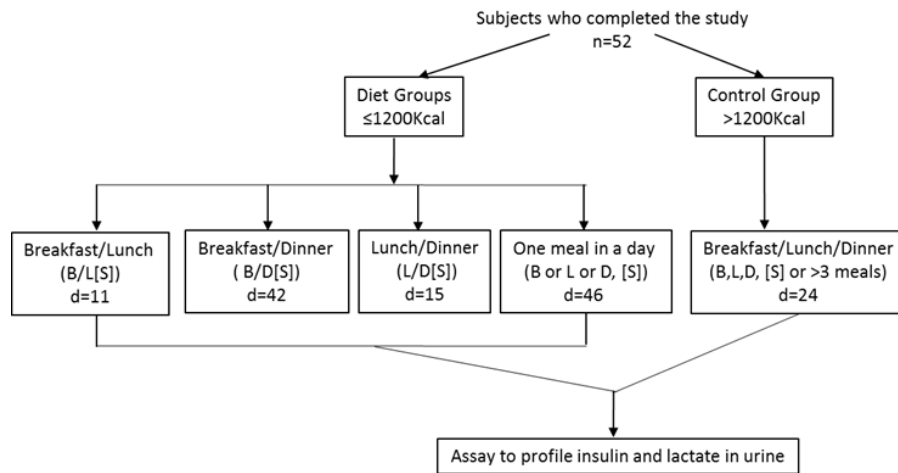 Subjects who completed the study
n=52
Diet Groups
≤1200Kcal
Control Group
>1200Kcal
Breakfast/Lunch
(B/L[S])
d=11
Breakfast/Dinner
( B/D[S])
d=42
Lunch/Dinner
(L/D[S])
d=15
One meal in a day
(B or L or D, [S])
d=46
Breakfast/Lunch/Dinner
(B,L,D, [S] or >3 meals)
d=24
Assay to profile insulin and lactate in urine